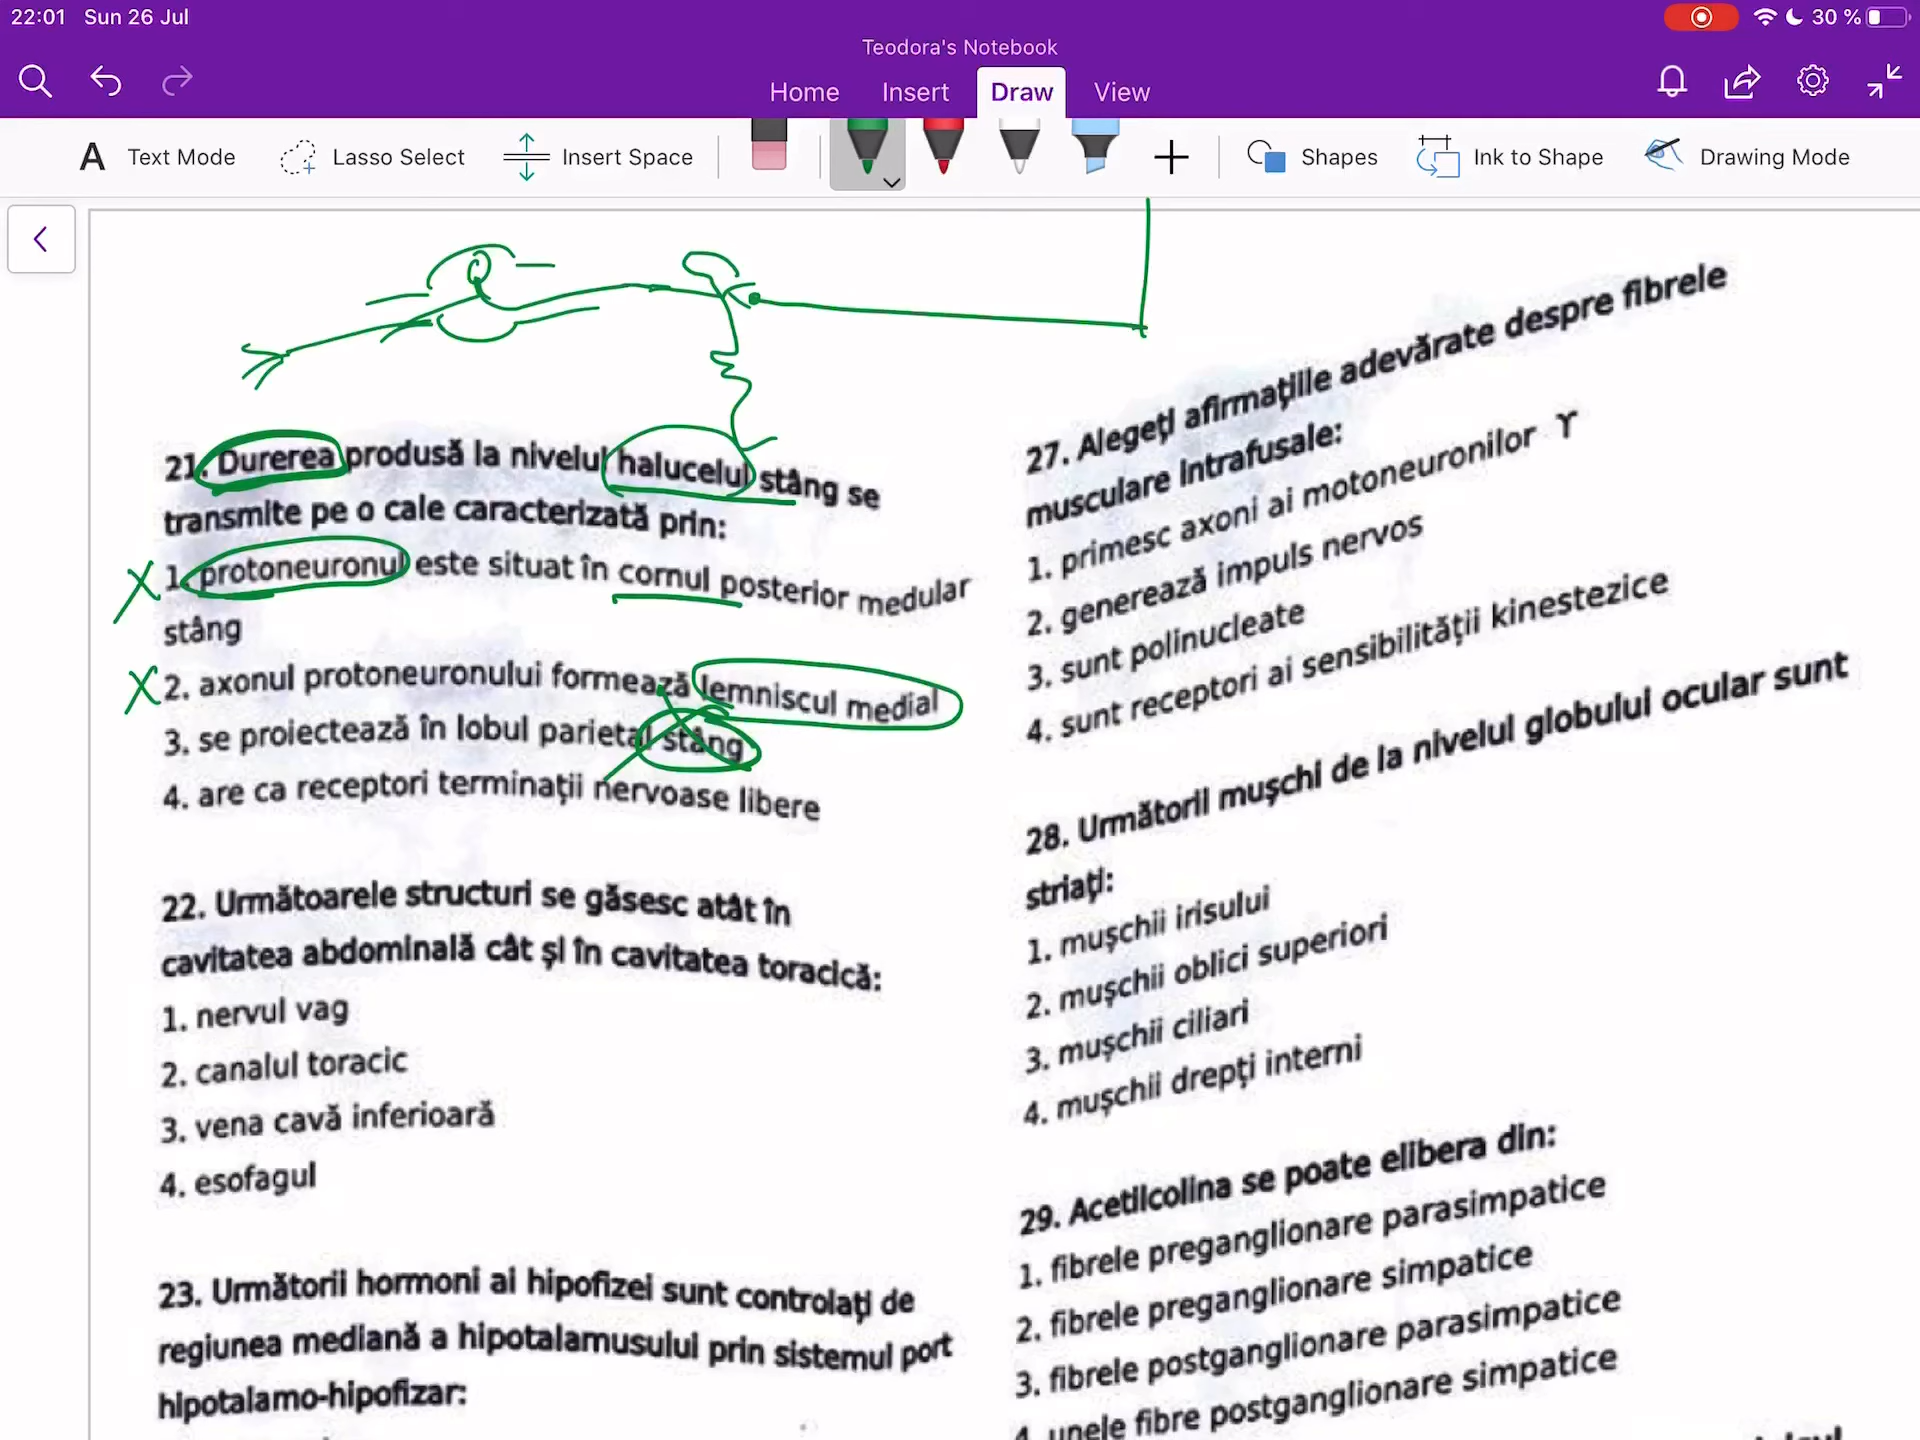 22:01 Sun 26 Jul
30 %
Teodora's Notebook
Home Insert Draw View
A Text Mode Lasso Select Insert Space Shapes Ink to Shape Drawing Mode
21. Durerea produsă la nivelul halucelui stâng se
transmite pe o cale caracterizată prin:
X 1. protoneuronul este situat în cornul posterior medular
stâng
X 2. axonul protoneuronului formează lemniscul medial
3. se proiectează în lobul parietal stâng
4. are ca receptori terminații nervoase libere
22. Următoarele structuri se găsesc atât în
cavitatea abdominală cât și în cavitatea toracică:
1. nervul vag
2. canalul toracic
3. vena cavă inferioară
4. esofagul
23. Următorii hormoni ai hipofizei sunt controlați de
regiunea mediană a hipotalamusului prin sistemul port
hipotalamo-hipofizar:
27. Alegeți afirmațiile adevărate despre fibrele
musculare intrafusale:
1. primesc axoni ai motoneuronilor ϒ
2. generează impuls nervos
3. sunt polinucleate
4. sunt receptori ai sensibilității kinestezice
28. Următorii mușchi de la nivelul globului ocular sunt
striați:
1. mușchii irisului
2. mușchii oblici superiori
3. mușchii ciliari
4. mușchii drepți interni
29. Acetilcolina se poate elibera din:
1. fibrele preganglionare parasimpatice
2. fibrele preganglionare simpatice
3. fibrele postganglionare parasimpatice
4. unele fibre postganglionare simpatice